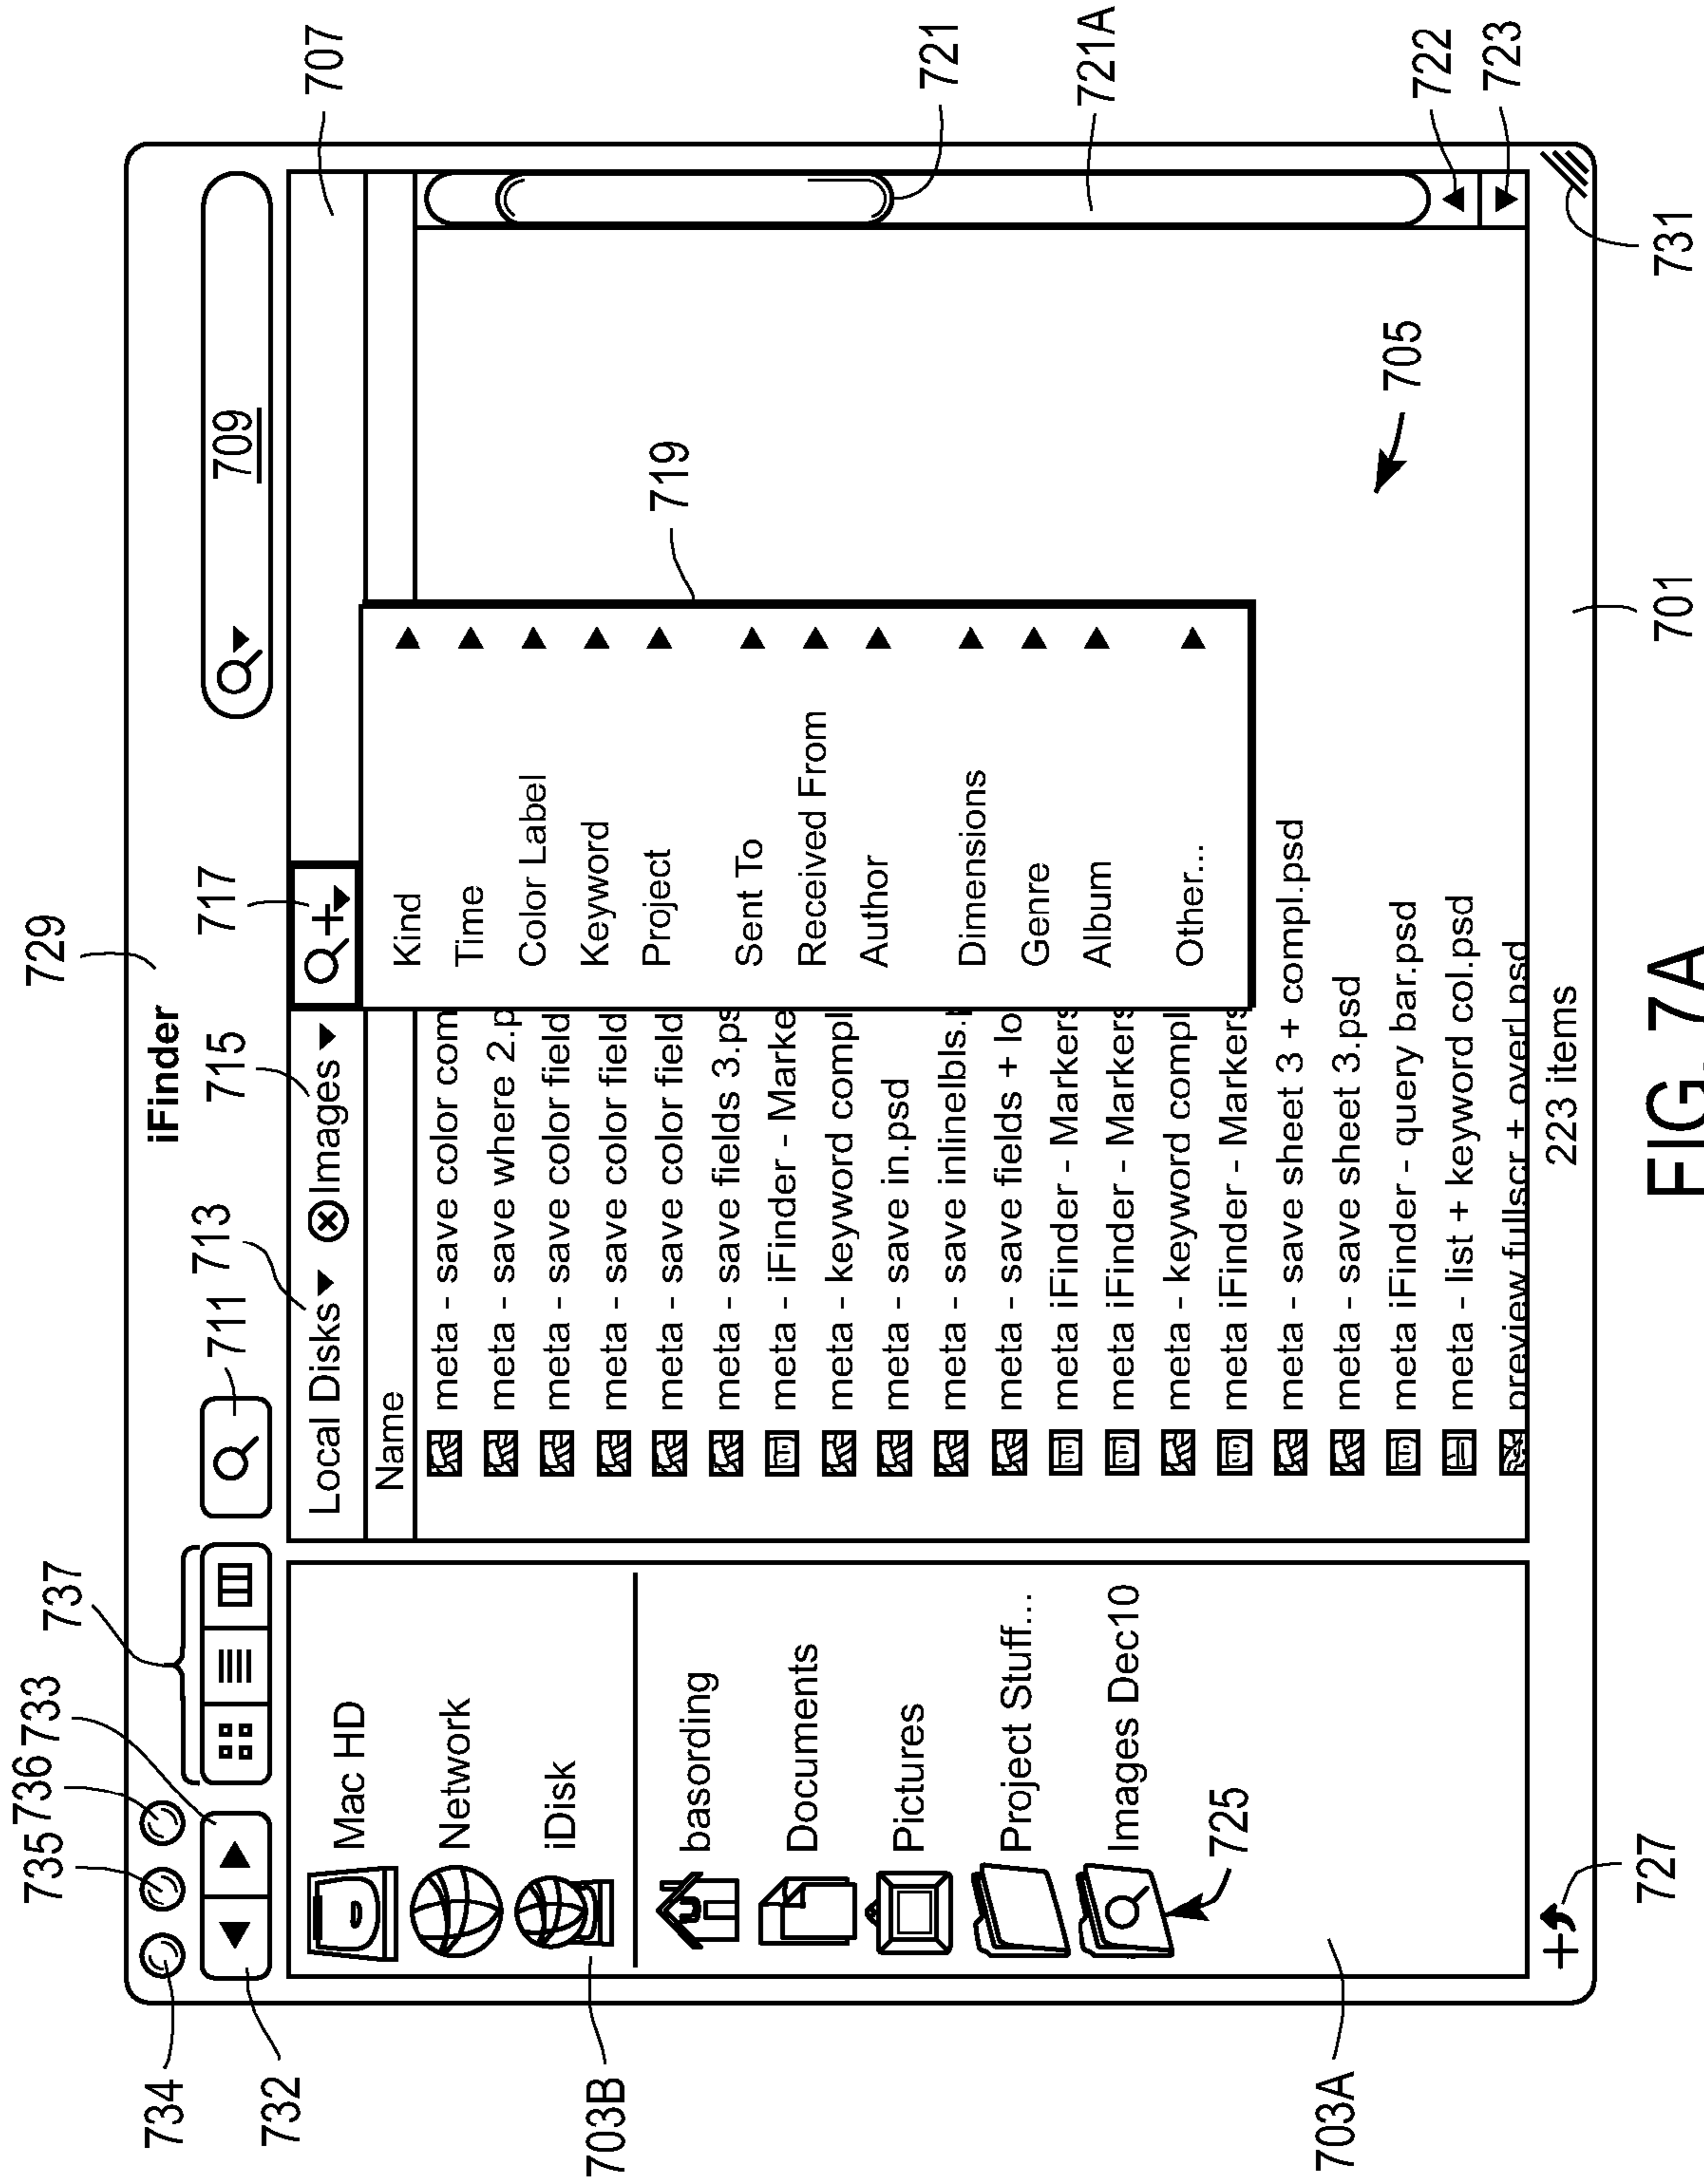 729
iFinder
735 736 733
737
711 713
715
717
734
732
709
707
Local Disks Images
Name
Mac HD
Network
iDisk
703B
basording
Documents
Pictures
Project Stuff...
Images Dec10
725
703A
meta - save color com
meta - save where 2.p
meta - save color field
meta - save color field
meta - save color field
meta - save fields 3.ps
meta - iFinder - Marke
meta - keyword compl
meta - save in.psd
meta - save inlinelbls.
meta - save fields + lo
meta iFinder - Markers
meta iFinder - Markers
meta - keyword compl
meta iFinder - Markers
meta - save sheet 3 + compl.psd
meta - save sheet 3.psd
meta iFinder - query bar.psd
meta - list + keyword col.psd
preview fullscr + overl.psd
Kind
Time
Color Label
Keyword
Project
Sent To
Received From
Author
Dimensions
Genre
Album
Other...
719
705
721
721A
722
723
223 items
727
701
731
FIG. 7A